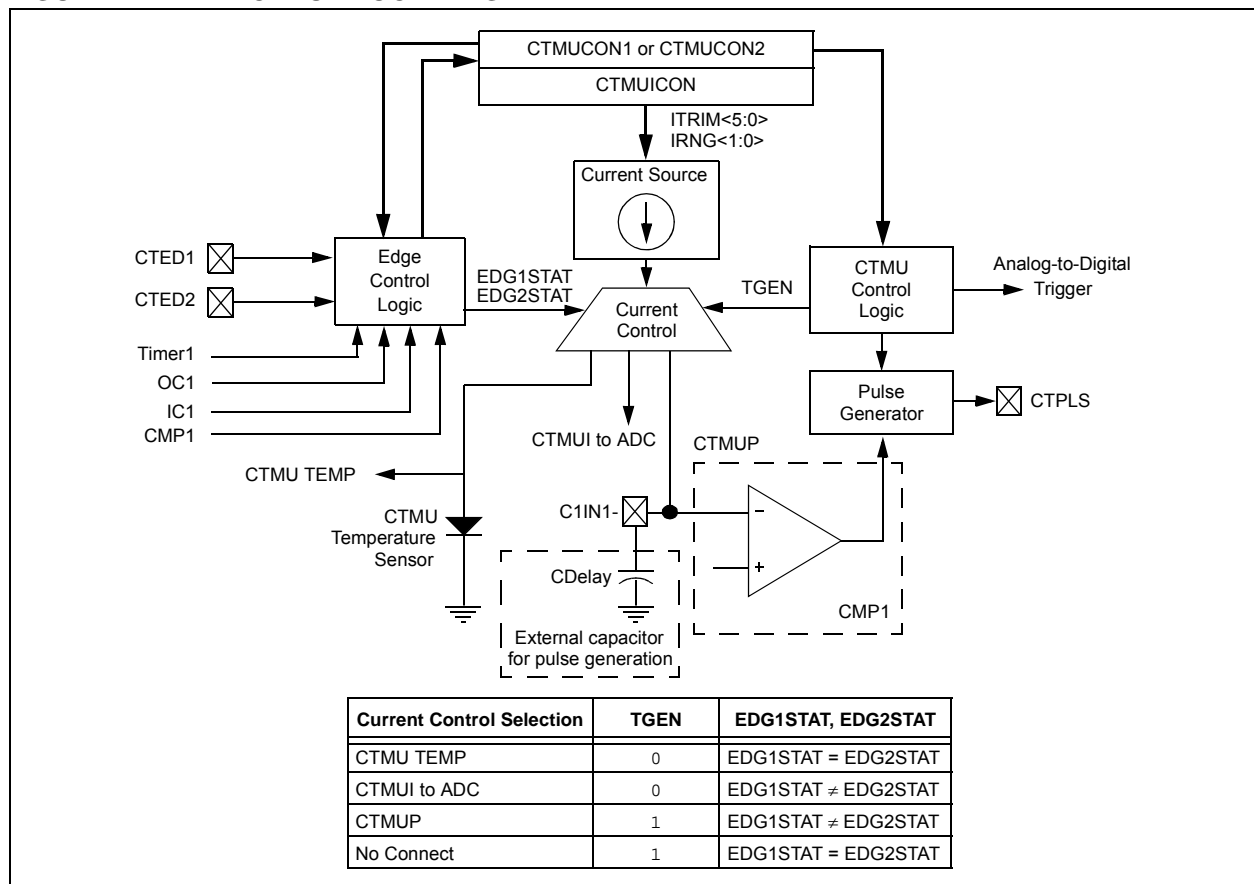 CTMUCON1 or CTMUCON2
CTMUICON
ITRIM<5:0>
IRNG<1:0>
Current Source
CTED1
CTED2
Edge
Control
Logic
EDG1STAT
EDG2STAT
Current
Control
TGEN
CTMU
Control
Logic
Analog-to-Digital
Trigger
Timer1
OC1
IC1
CMP1
Pulse
Generator
CTPLS
CTMUI to ADC
CTMUP
CTMU TEMP
C1IN1-
–
+
CTMU
Temperature
Sensor
CDelay
CMP1
External capacitor
for pulse generation
Current Control Selection TGEN EDG1STAT, EDG2STAT
CTMU TEMP 0 EDG1STAT = EDG2STAT
CTMUI to ADC 0 EDG1STAT ≠ EDG2STAT
CTMUP 1 EDG1STAT ≠ EDG2STAT
No Connect 1 EDG1STAT = EDG2STAT